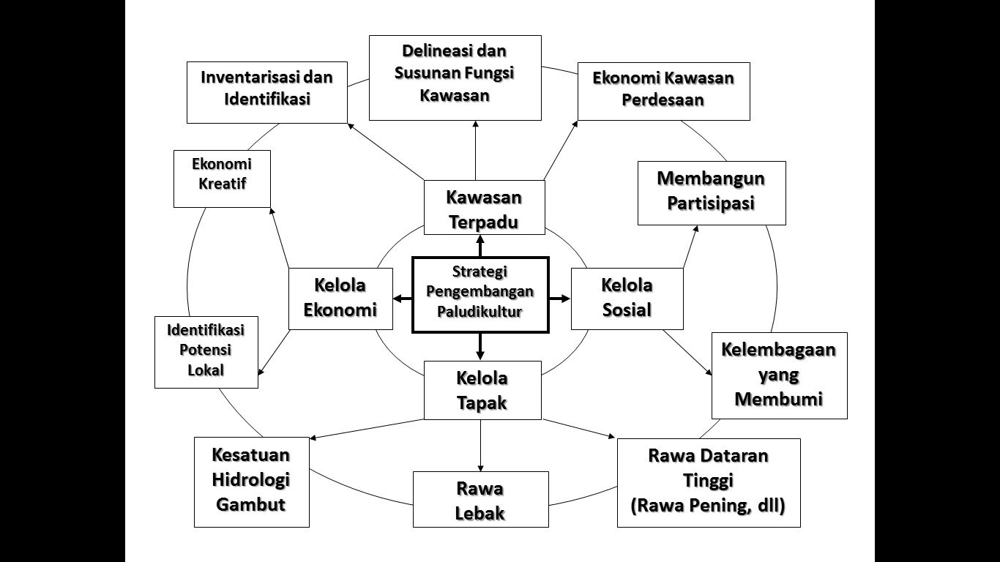 Delineasi dan
Susunan Fungsi
Kawasan
Inventarisasi dan
Identifikasi
Ekonomi Kawasan
Perdesaan
Ekonomi
Kreatif
Membangun
Partisipasi
Kawasan
Terpadu
Strategi
Pengembangan
Paludikultur
Kelola
Ekonomi
Kelola
Sosial
Identifikasi
Potensi
Lokal
Kelembagaan
yang
Membumi
Kelola
Tapak
Kesatuan
Hidrologi
Gambut
Rawa
Lebak
Rawa Dataran
Tinggi
(Rawa Pening, dll)